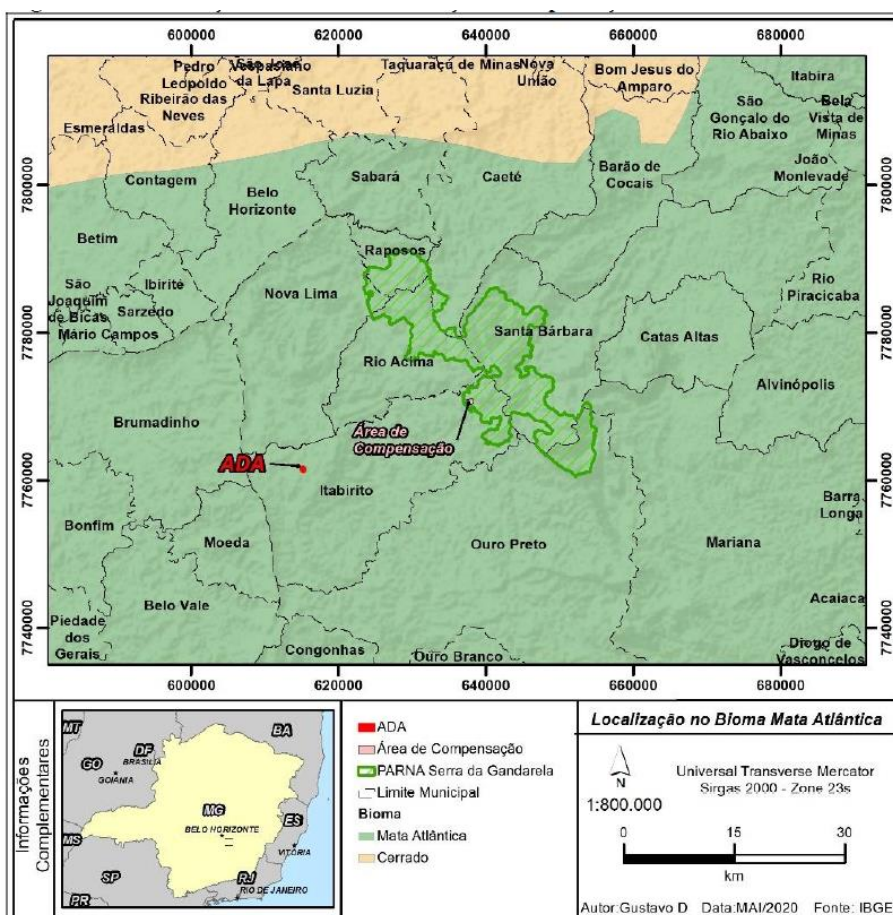 600000 620000 640000 660000 680000
Pedro Leopoldo
Ribeirão das Neves
Vespasiano
São José da Lapa
Santa Luzia
Taquaraçú de Minas
Nova União
Bom Jesus do Amparo
Itabira
Esmeraldas
São Gonçalo do Rio Abaixo
Bela Vista de Minas
João Monlevade
7800000
7800000
Contagem
Belo Horizonte
Sabará
Caeté
Barão de Cocais
Betim
Raposos
São Joaquim de Bicas
Ibirité
Sarzedo
Mário Campos
Nova Lima
Rio Piracicaba
7780000
7780000
Santa Bárbara
Catas Altas
Rio Acima
Alvinópolis
Brumadinho
Área de
Compensação
ADA
7760000
7760000
Itabirito
Bonfim
Moeda
Ouro Preto
Mariana
Barra Longa
Belo Vale
Acaiaca
7740000
7740000
Piedade dos Gerais
Congonhas
Ouro Branco
Diogo de Vasconcelos
600000 620000 640000 660000 680000
Informações
Complementares
MT
GO
DF
BRASILIA
GOIANIA
BA
MG
BELO HORIZONTE
ES
VITÓRIA
MS
SP
RJ
RIO DE JANEIRO
PR
ADA
Área de Compensação
PARNA Serra da Gandarela
Limite Municipal
Bioma
Mata Atlântica
Cerrado
Localização no Bioma Mata Atlântica
N
1:800.000
Universal Transverse Mercator
Sirgas 2000 - Zone 23s
0 15 30
km
Autor:Gustavo D Data:MAI/2020 Fonte: IBGE